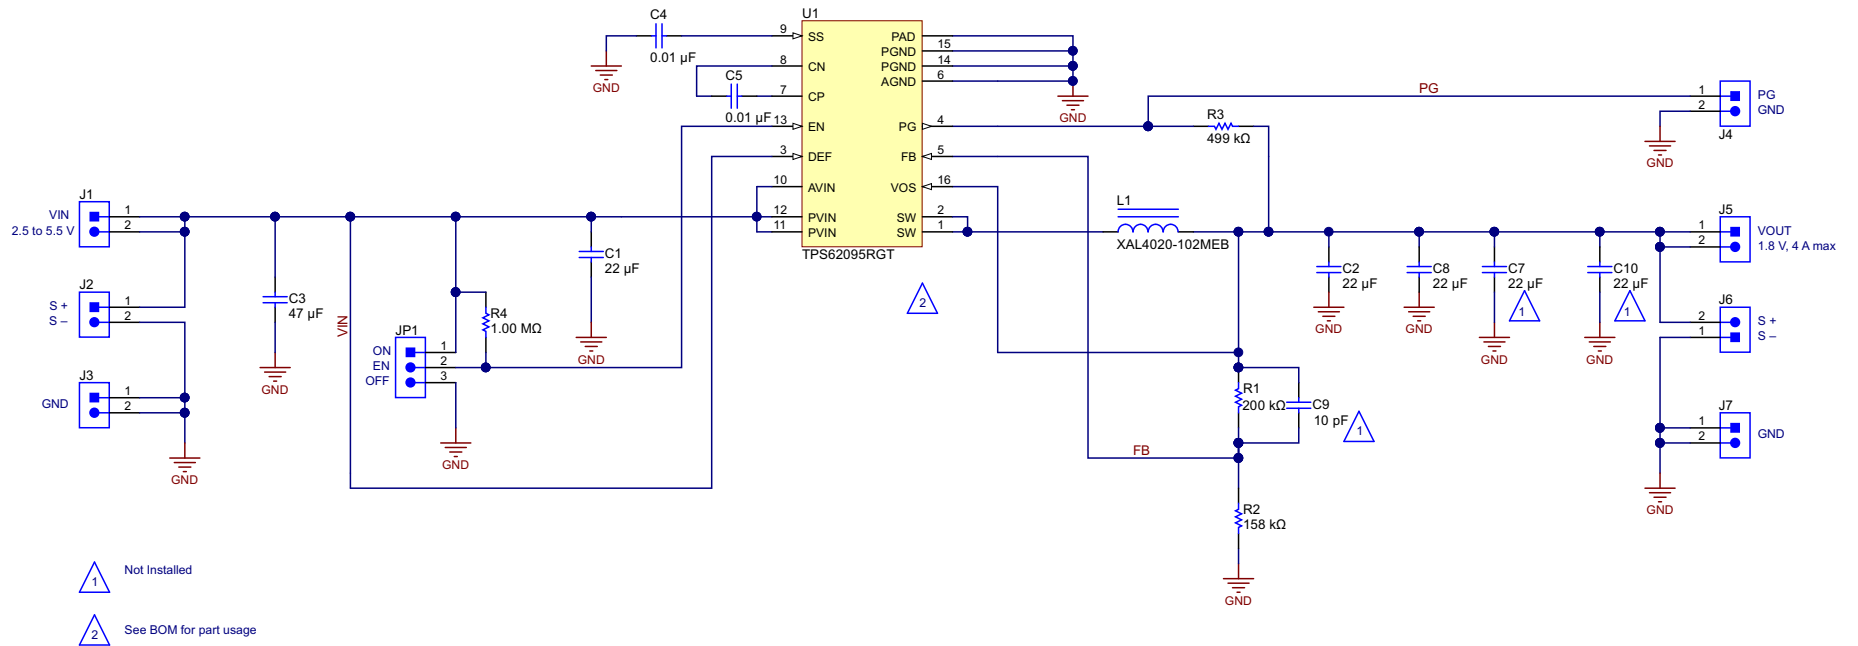 U1
C4
9
SS
PAD
0.01 µF
GND
15
PGND
8
CN
14
PGND
C5
6
AGND
7
CP
0.01 µF
GND
PG
1
PG
2
GND
J4
GND
13
EN
PG
4
R3
499 kΩ
3
DEF
FB
5
10
AVIN
VOS
16
J1
VIN
1
2.5 to 5.5 V
2
12
PVIN
SW
2
11
PVIN
SW
1
TPS62095RGT
L1
XAL4020-102MEB
J5
1
VOUT
2
1.8 V, 4 A max
C1
22 µF
GND
C2
22 µF
GND
C8
22 µF
GND
C7
22 µF
1
GND
C10
22 µF
1
GND
J2
S +
1
S –
2
C3
47 µF
GND
VIN
R4
1.00 MΩ
2
J6
2
S +
1
S –
JP1
ON
1
EN
2
OFF
3
GND
J3
GND
1
2
GND
R1
200 kΩ
C9
10 pF
1
FB
J7
1
GND
2
GND
R2
158 kΩ
GND
1
Not Installed
2
See BOM for part usage